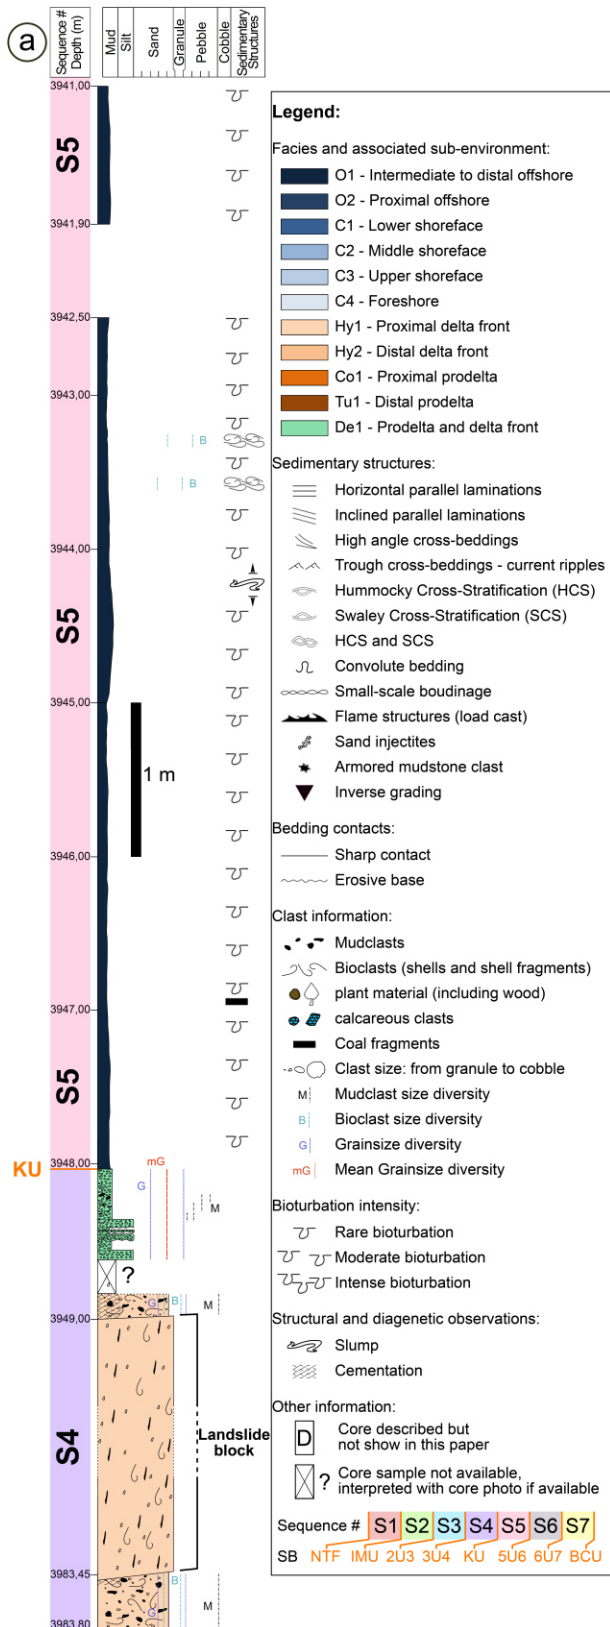 a
Sequence #
Depth (m)
Mud
Silt
Sand
Granule
Pebble
Cobble
Sedimentary
Structures
3941,00
S5
3941,90
3942,50
3943,00
B
B
3944,00
S5
3945,00
1 m
3946,00
3947,00
S5
KU
3948,00
mG
G
M
?
G
B
M
3949,00
Landslide
block
S4
3983,45
B
G
M
3983,80
Legend:
Facies and associated sub-environment:
O1 - Intermediate to distal offshore
O2 - Proximal offshore
C1 - Lower shoreface
C2 - Middle shoreface
C3 - Upper shoreface
C4 - Foreshore
Hy1 - Proximal delta front
Hy2 - Distal delta front
Co1 - Proximal prodelta
Tu1 - Distal prodelta
De1 - Prodelta and delta front
Sedimentary structures:
Horizontal parallel laminations
Inclined parallel laminations
High angle cross-beddings
Trough cross-beddings - current ripples
Hummocky Cross-Stratification (HCS)
Swaley Cross-Stratification (SCS)
HCS and SCS
Convolute bedding
Small-scale boudinage
Flame structures (load cast)
Sand injectites
Armored mudstone clast
Inverse grading
Bedding contacts:
Sharp contact
Erosive base
Clast information:
Mudclasts
Bioclasts (shells and shell fragments)
plant material (including wood)
calcareous clasts
Coal fragments
Clast size: from granule to cobble
M Mudclast size diversity
B Bioclast size diversity
G Grainsize diversity
mG Mean Grainsize diversity
Bioturbation intensity:
Rare bioturbation
Moderate bioturbation
Intense bioturbation
Structural and diagenetic observations:
Slump
Cementation
Other information:
D Core described but
not show in this paper
? Core sample not available,
interpreted with core photo if available
Sequence # S1 S2 S3 S4 S5 S6 S7
SB NTF IMU 2U3 3U4 KU 5U6 6U7 BCU